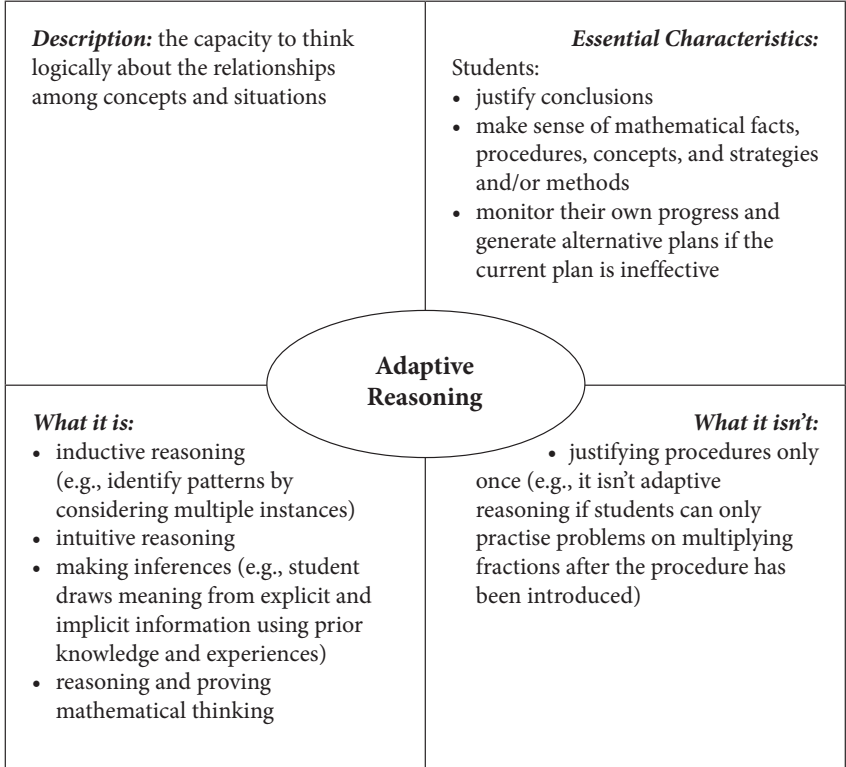 Description: the capacity to think
logically about the relationships
among concepts and situations
Essential Characteristics:
Students:
• justify conclusions
• make sense of mathematical facts,
procedures, concepts, and strategies
and/or methods
• monitor their own progress and
generate alternative plans if the
current plan is ineffective
Adaptive
Reasoning
What it is:
• inductive reasoning
(e.g., identify patterns by
considering multiple instances)
• intuitive reasoning
• making inferences (e.g., student
draws meaning from explicit and
implicit information using prior
knowledge and experiences)
• reasoning and proving
mathematical thinking
What it isn't:
• justifying procedures only
once (e.g., it isn't adaptive
reasoning if students can only
practise problems on multiplying
fractions after the procedure has
been introduced)